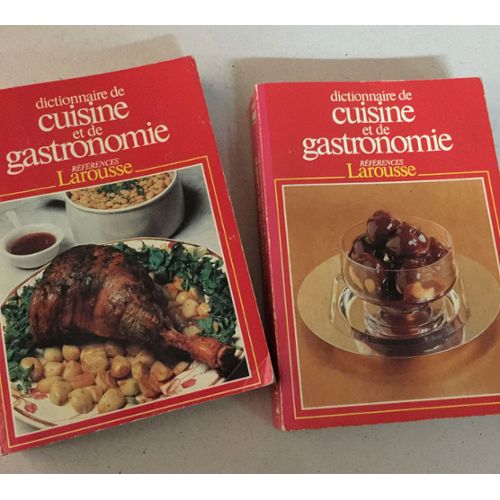 dictionnaire de
cuisine
et de
gastronomie
RÉFÉRENCES
Larousse
dictionnaire de
cuisine
et de
gastronomie
RÉFÉRENCES
Larousse